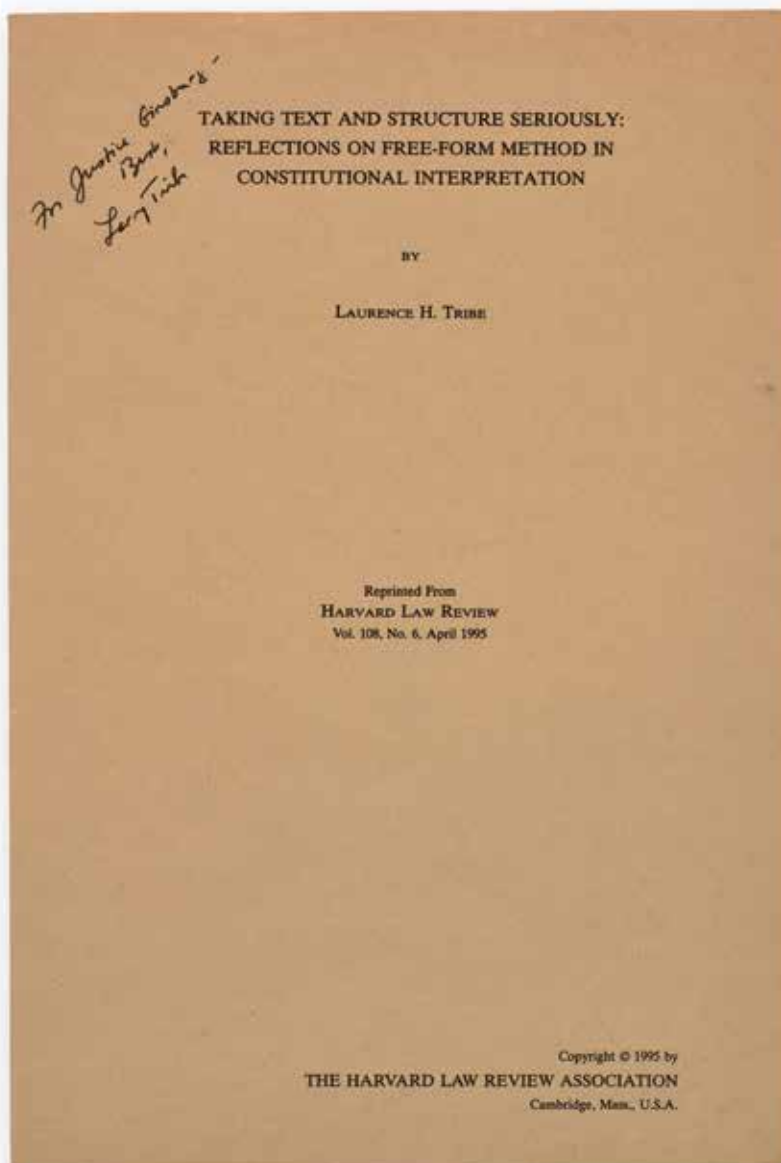 For Justice Ginsburg -
Best,
Larry Tribe
TAKING TEXT AND STRUCTURE SERIOUSLY:
REFLECTIONS ON FREE-FORM METHOD IN
CONSTITUTIONAL INTERPRETATION
BY
LAURENCE H. TRIBE
Reprinted From
HARVARD LAW REVIEW
Vol. 108, No. 6, April 1995
Copyright © 1995 by
THE HARVARD LAW REVIEW ASSOCIATION
Cambridge, Mass., U.S.A.